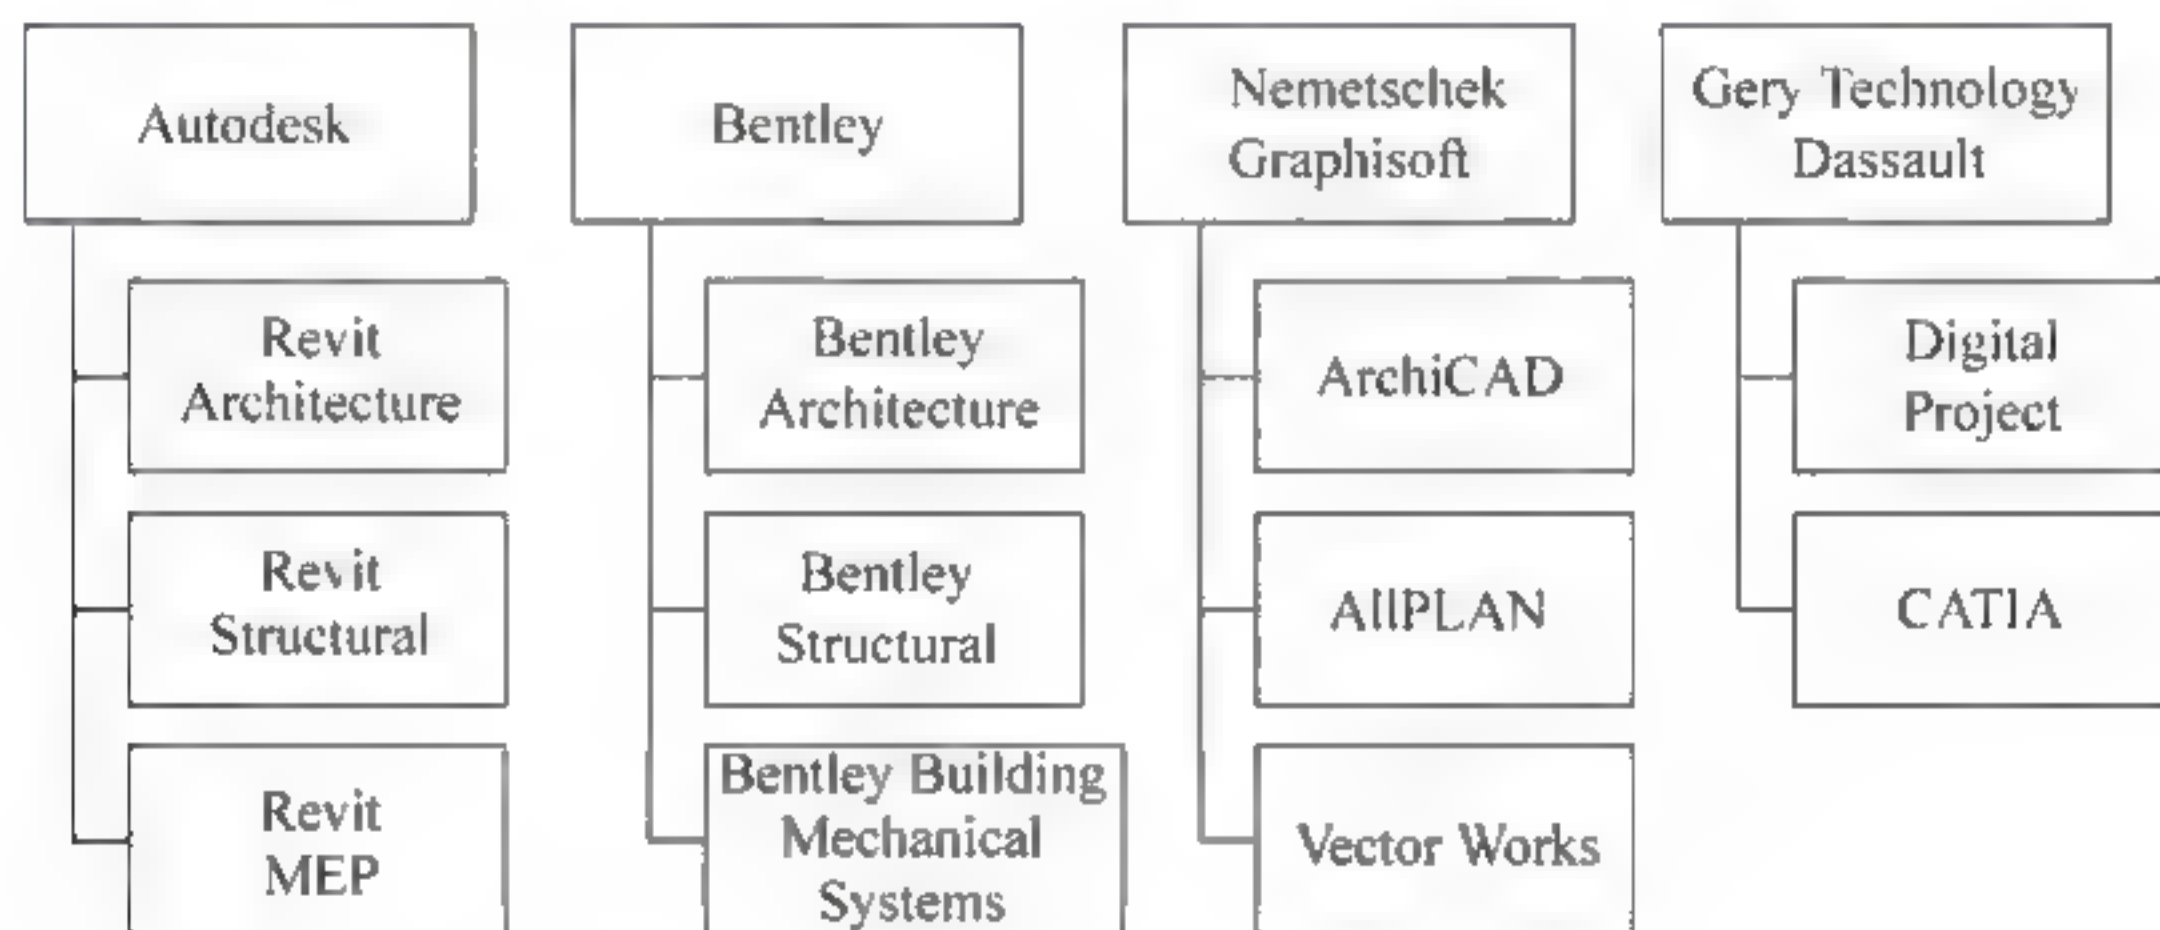 Autodesk
Revit
Architecture
Revit
Structural
Revit
MEP
Bentley
Bentley
Architecture
Bentley
Structural
Bentley Building
Mechanical
Systems
Nemetschek
Graphisoft
ArchiCAD
AllPLAN
Vector Works
Gery Technology
Dassault
Digital
Project
CATIA